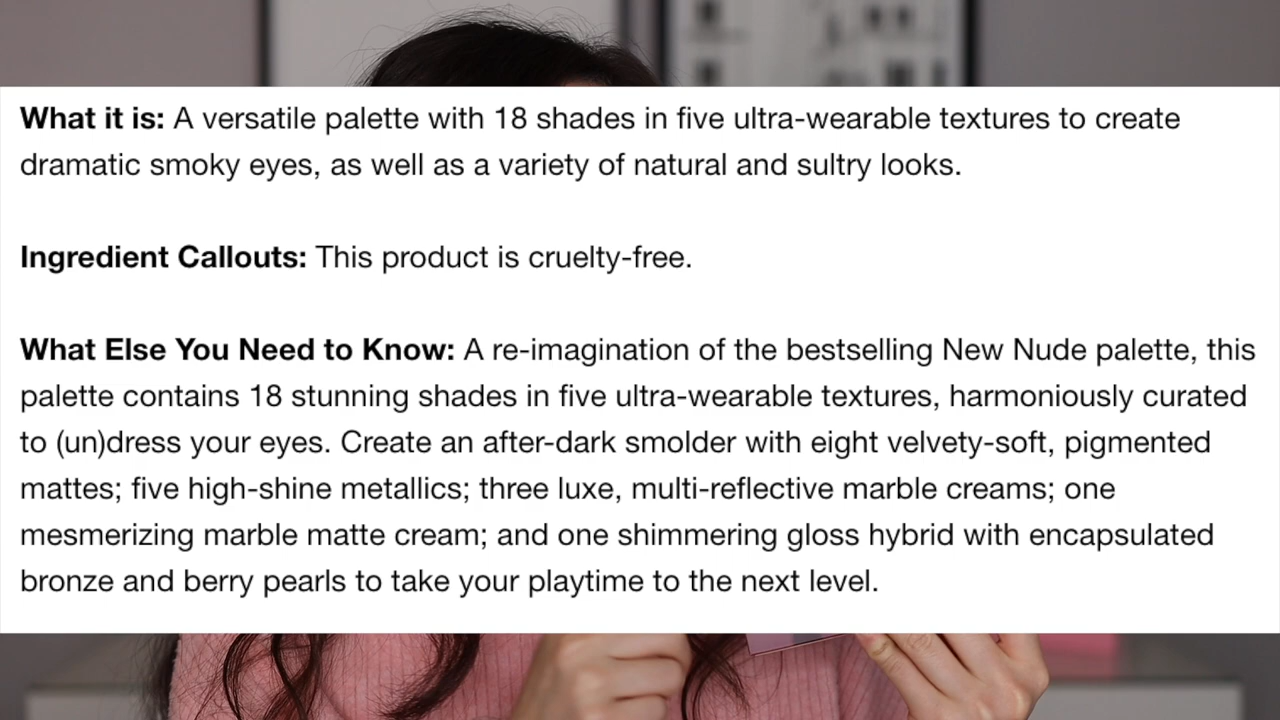 What it is: A versatile palette with 18 shades in five ultra-wearable textures to create
dramatic smoky eyes, as well as a variety of natural and sultry looks.
Ingredient Callouts: This product is cruelty-free.
What Else You Need to Know: A re-imagination of the bestselling New Nude palette, this
palette contains 18 stunning shades in five ultra-wearable textures, harmoniously curated
to (un)dress your eyes. Create an after-dark smolder with eight velvety-soft, pigmented
mattes; five high-shine metallics; three luxe, multi-reflective marble creams; one
mesmerizing marble matte cream; and one shimmering gloss hybrid with encapsulated
bronze and berry pearls to take your playtime to the next level.